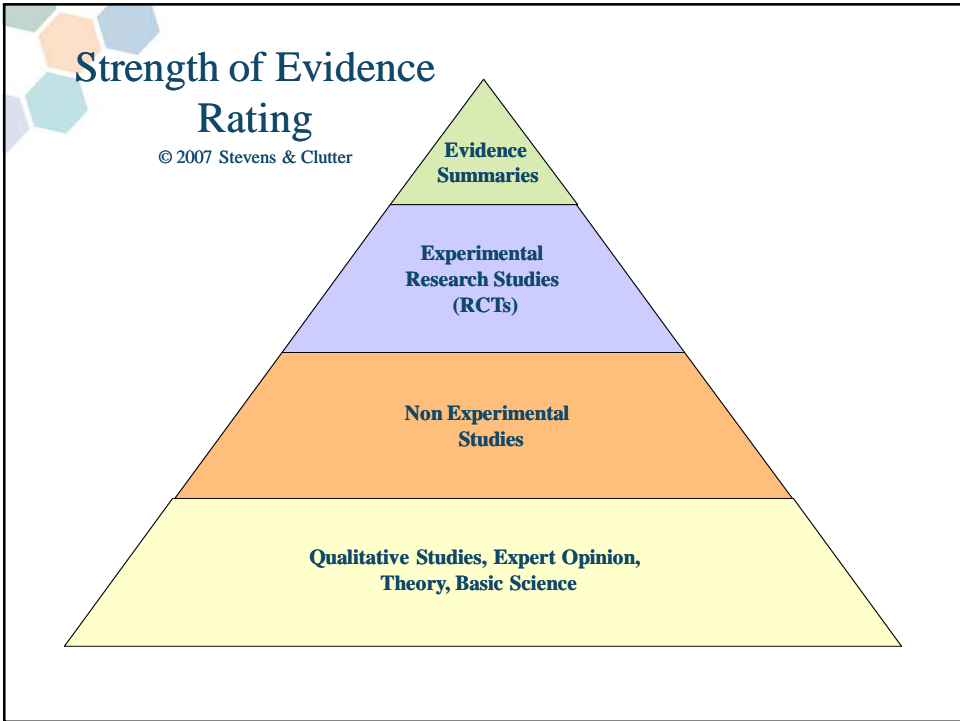 Strength of Evidence
Rating
© 2007 Stevens & Clutter
Evidence
Summaries
Experimental
Research Studies
(RCTs)
Non Experimental
Studies
Qualitative Studies, Expert Opinion,
Theory, Basic Science